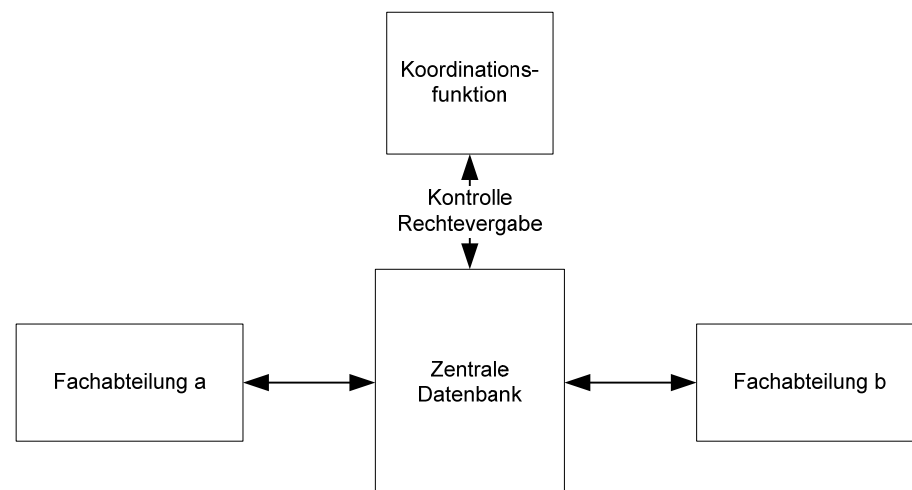 Koordinations-
funktion
Kontrolle
Rechtevergabe
Fachabteilung a
Zentrale
Datenbank
Fachabteilung b